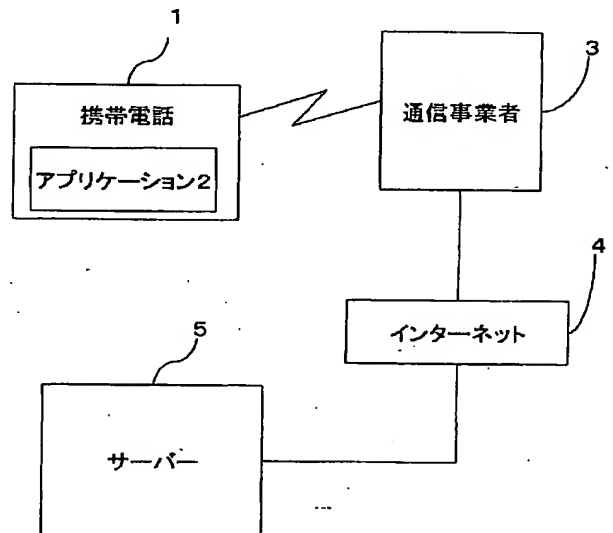 1
携帯電話
アプリケーション2
通信事業者
3
4
インターネット
5
サーバー